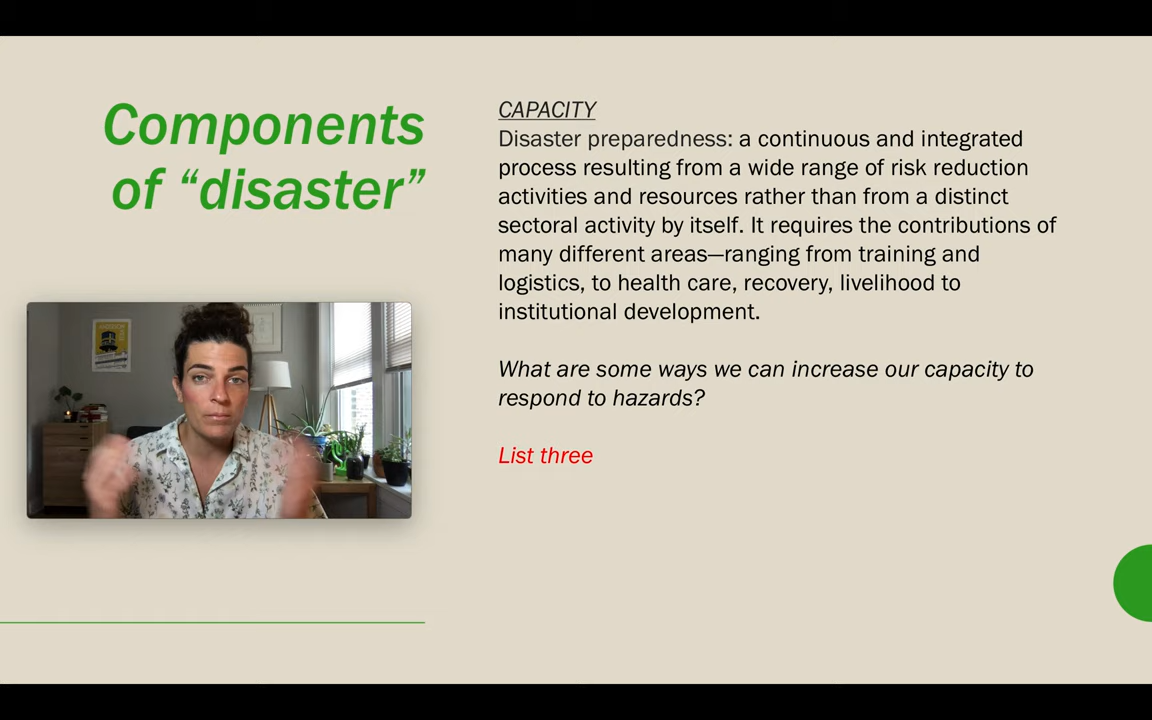 Components
of “disaster”
CAPACITY
Disaster preparedness: a continuous and integrated
process resulting from a wide range of risk reduction
activities and resources rather than from a distinct
sectoral activity by itself. It requires the contributions of
many different areas—ranging from training and
logistics, to health care, recovery, livelihood to
institutional development.
What are some ways we can increase our capacity to
respond to hazards?
List three